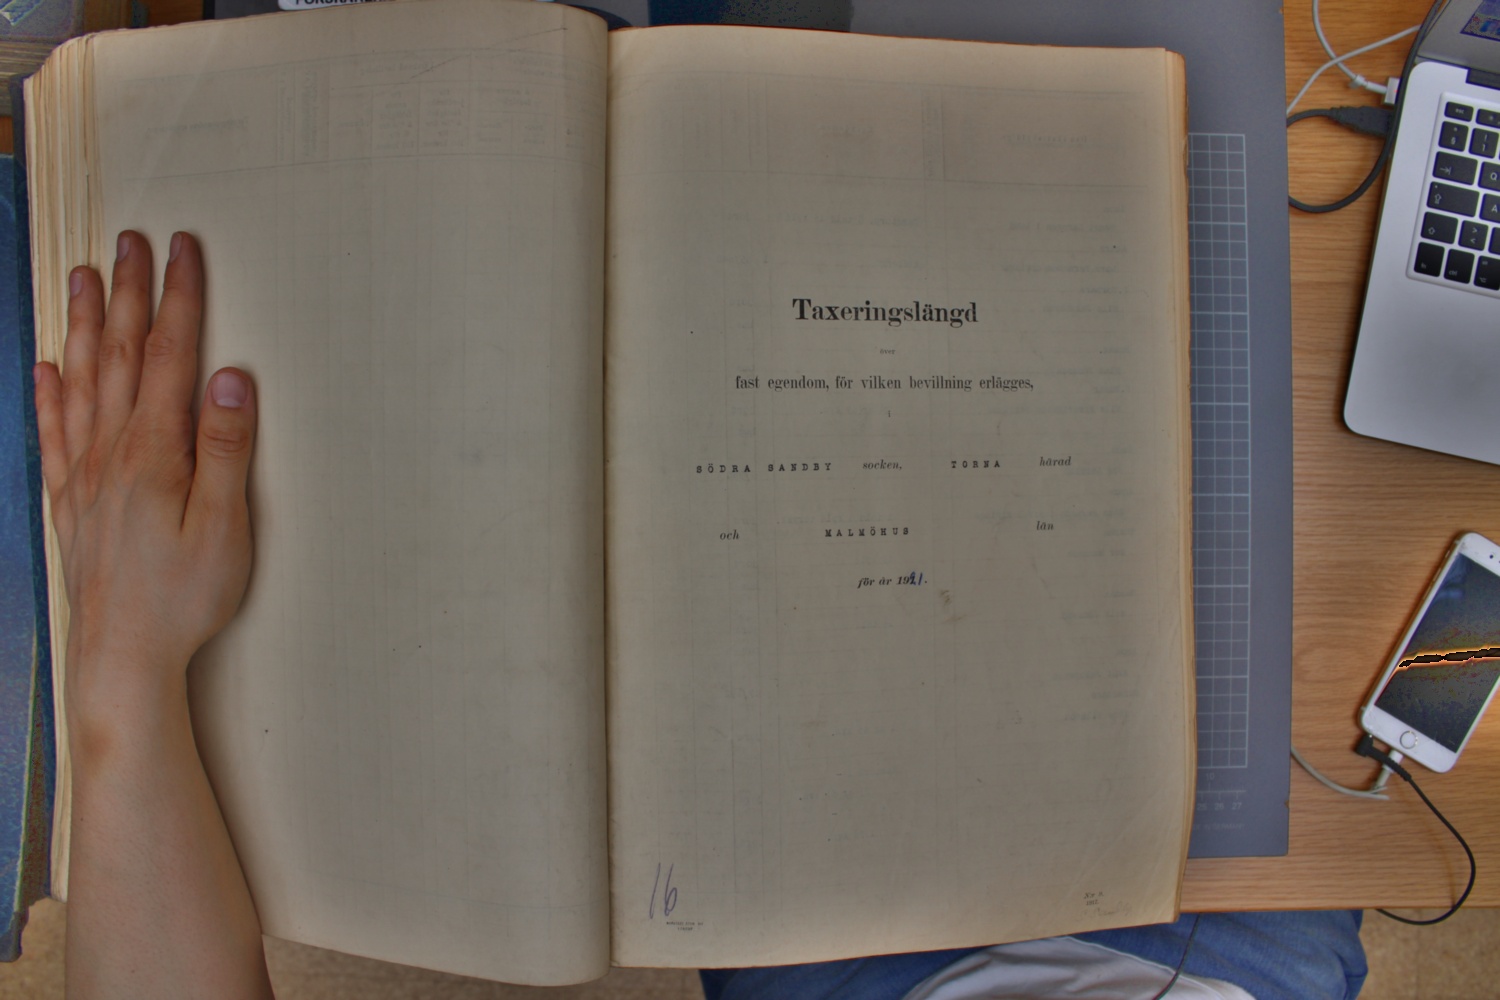 Taxeringslängd
över
fast egendom, för vilken bevillning erlägges,
i
SÖDRA SANDBY socken, TORNA härad
och MALMÖHUS län
för år 1921.
16